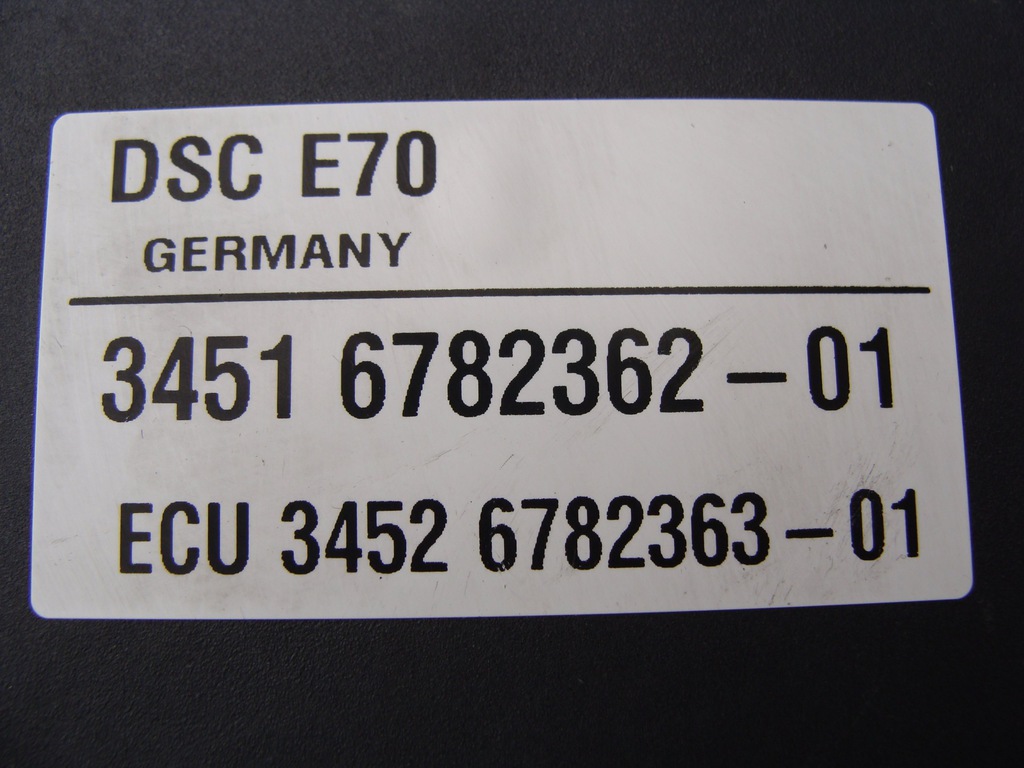 DSC E70
GERMANY
3451 6782362-01
ECU 3452 6782363-01